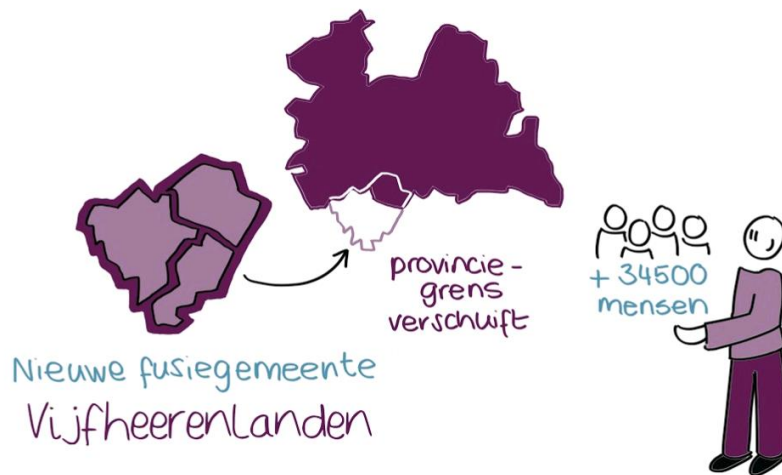 provincie-
grens
verschuift
+ 34500
mensen
Nieuwe fusiegemeente
Vijfheerenlanden